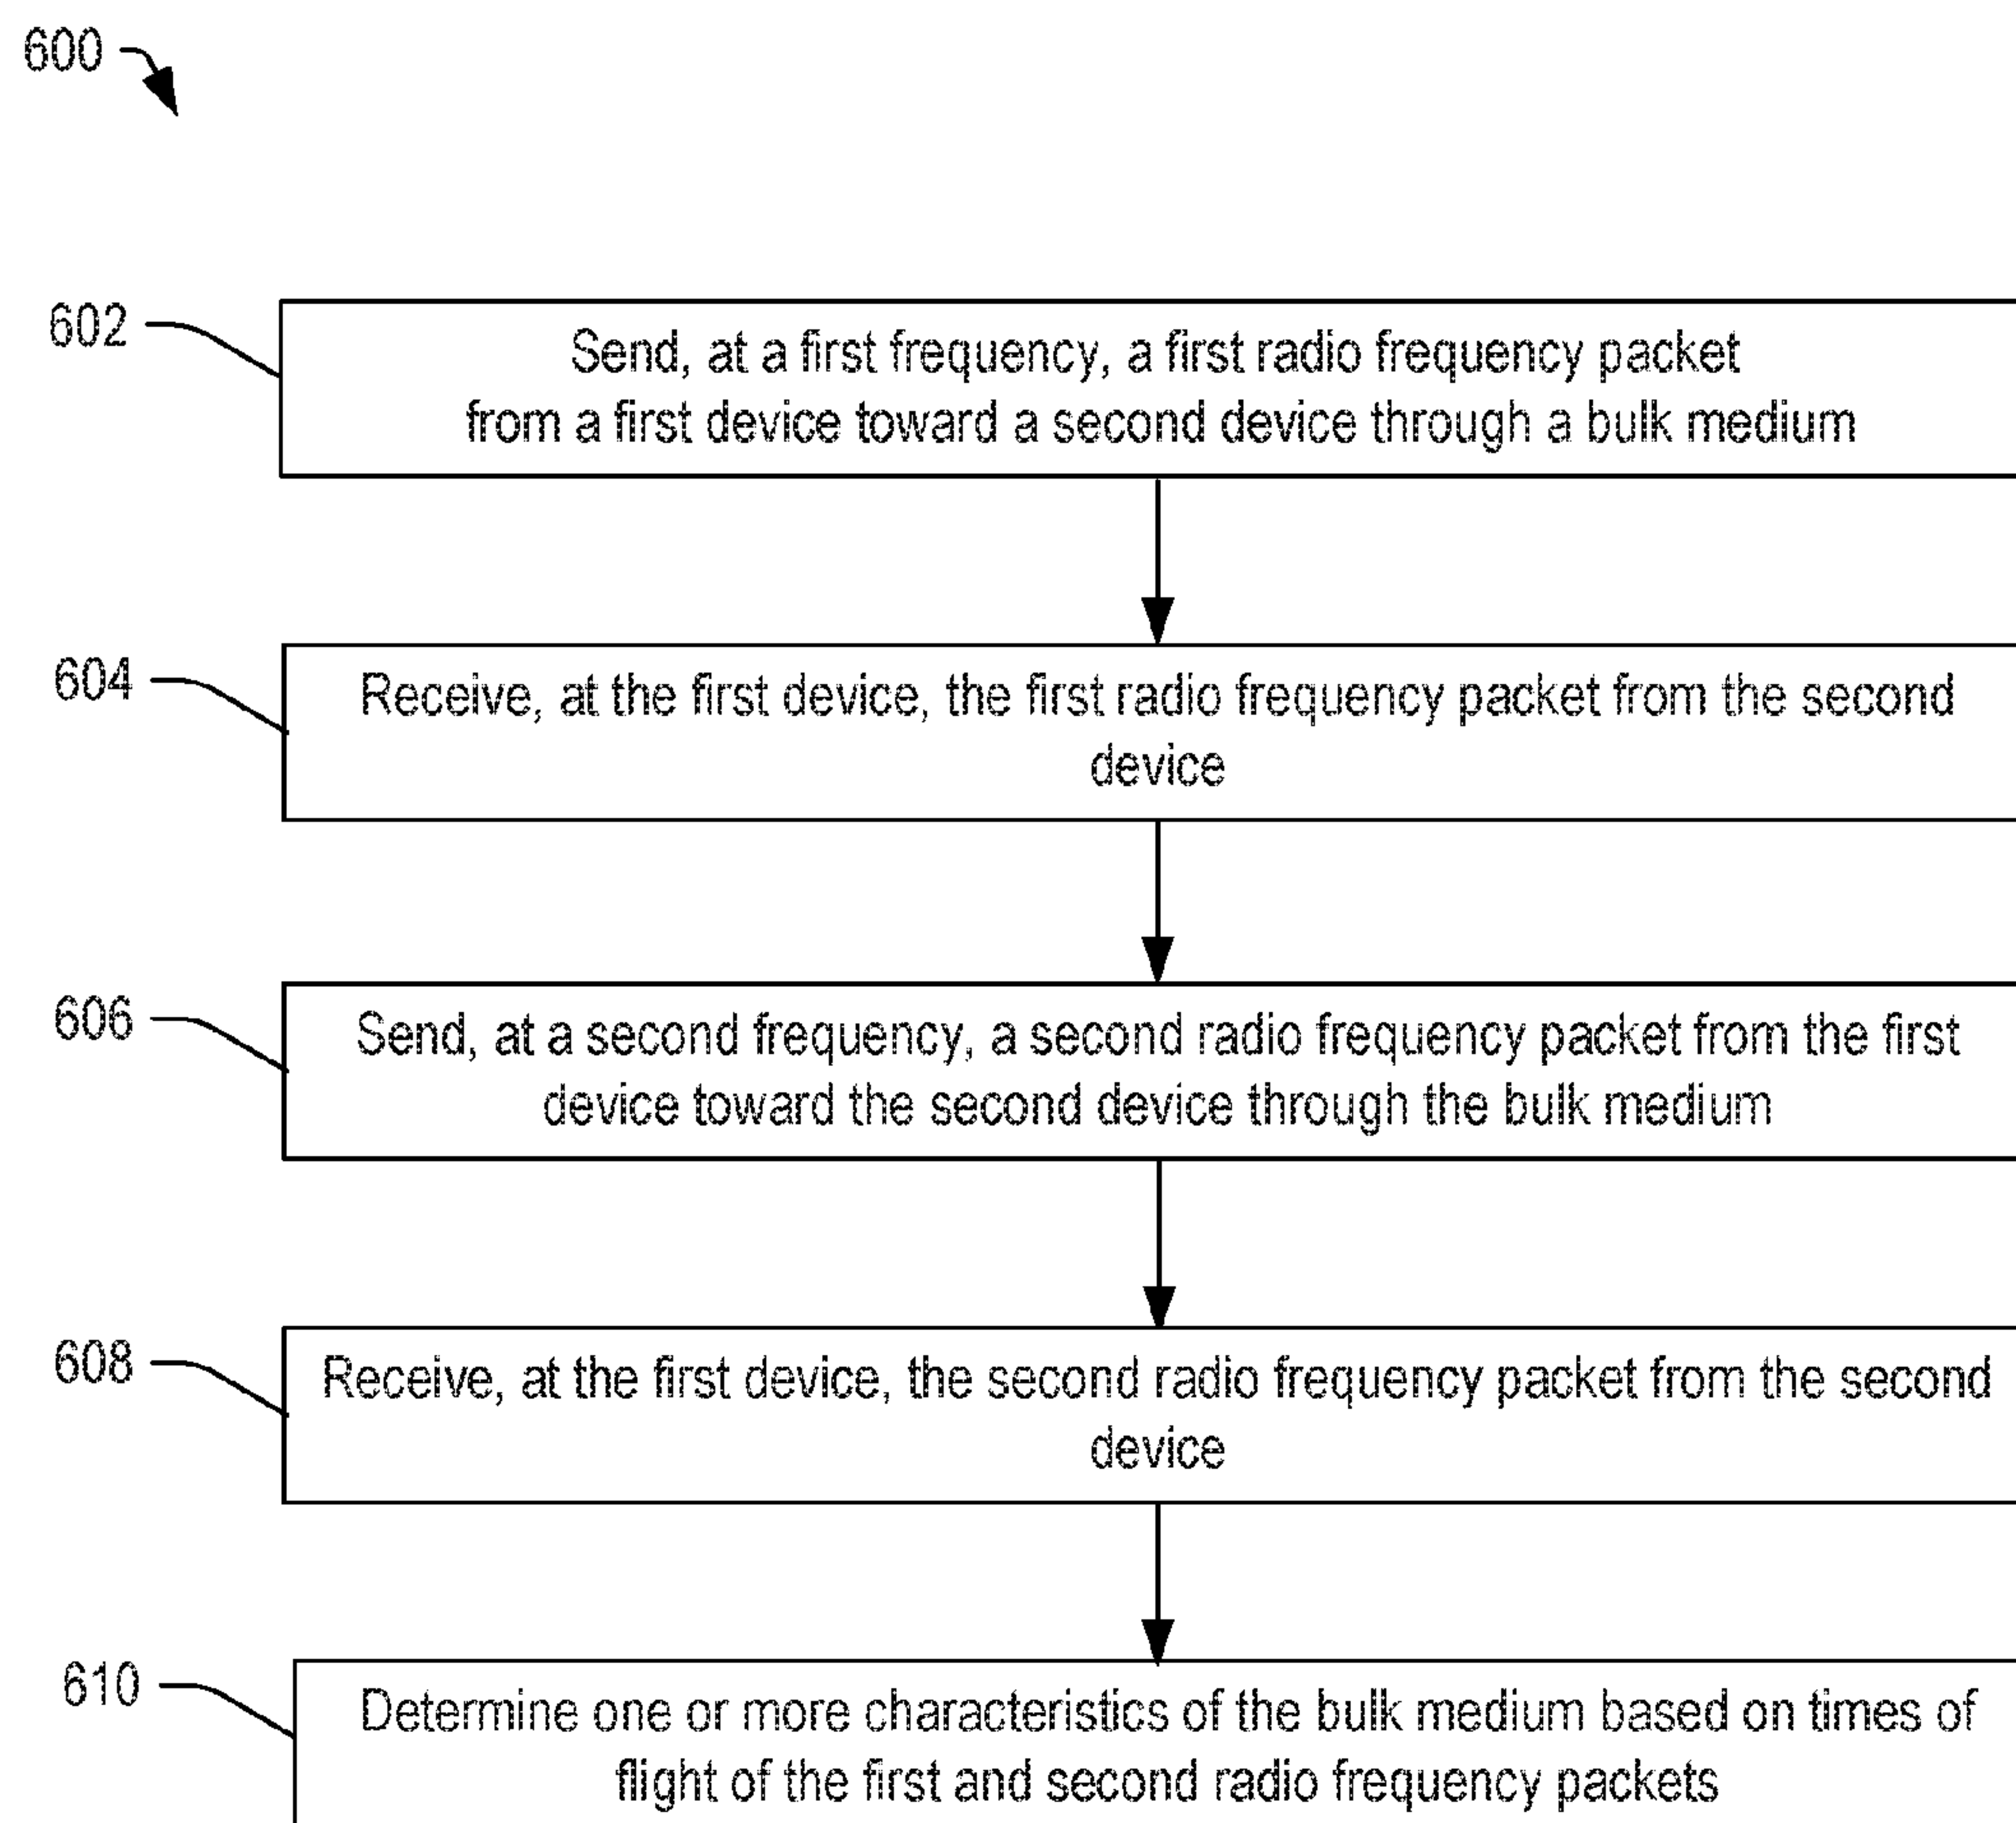 600
602
Send, at a first frequency, a first radio frequency packet
from a first device toward a second device through a bulk medium
604
Receive, at the first device, the first radio frequency packet from the second
device
606
Send, at a second frequency, a second radio frequency packet from the first
device toward the second device through the bulk medium
608
Receive, at the first device, the second radio frequency packet from the second
device
610
Determine one or more characteristics of the bulk medium based on times of
flight of the first and second radio frequency packets